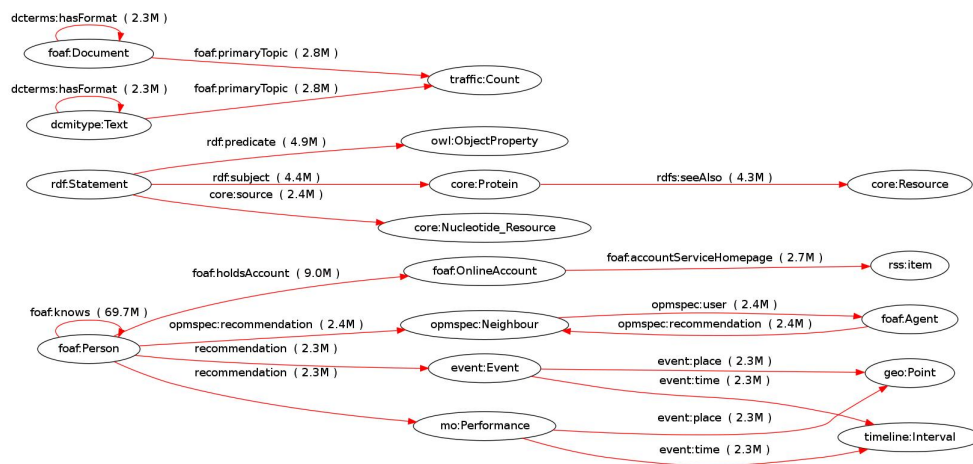 dcterms:hasFormat ( 2.3M )
foaf:Document
foaf:primaryTopic ( 2.8M )
traffic:Count
dcterms:hasFormat ( 2.3M )
foaf:primaryTopic ( 2.8M )
dcmitype:Text
rdf:predicate ( 4.9M )
owl:ObjectProperty
rdf:Statement
rdf:subject ( 4.4M )
core:Protein
rdfs:seeAlso ( 4.3M )
core:Resource
core:source ( 2.4M )
core:Nucleotide_Resource
foaf:holdsAccount ( 9.0M )
foaf:OnlineAccount
foaf:accountServiceHomepage ( 2.7M )
rss:item
foaf:knows ( 69.7M )
foaf:Person
opmspec:recommendation ( 2.4M )
opmspec:Neighbour
opmspec:user ( 2.4M )
opmspec:recommendation ( 2.4M )
foaf:Agent
recommendation ( 2.3M )
event:Event
event:place ( 2.3M )
geo:Point
event:time ( 2.3M )
recommendation ( 2.3M )
mo:Performance
event:place ( 2.3M )
timeline:Interval
event:time ( 2.3M )